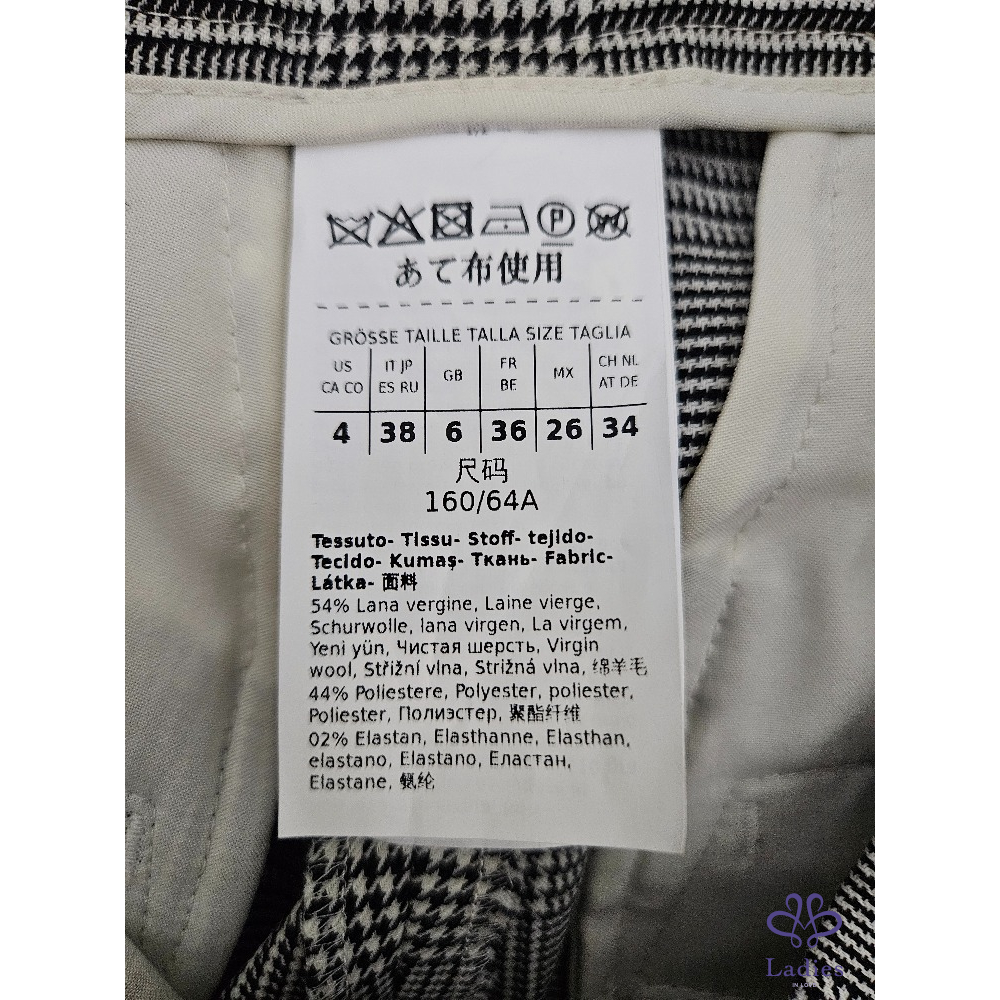 P
W
あて布使用
GRÖSSE TAILLE TALLA SIZE TAGLIA
US CA CO
IT JP ES RU
GB
FR BE
MX
CH NL AT DE
4 38 6 36 26 34
尺码
160/64A
Tessuto- Tissu- Stoff- tejido-
Tecido- Kumaş- Ткань- Fabric-
Látka- 面料
54% Lana vergine, Laine vierge,
Schurwolle, lana virgen, La virgem,
Yeni yün, Чистая шерсть, Virgin
wool, Střižní vlna, Strižná vlna, 绵羊毛
44% Poliestere, Polyester, poliester,
Poliester, Полиэстер, 聚酯纤维
02% Elastan, Elasthanne, Elasthan,
elastano, Elastano, Еластан,
Elastane, 氨纶
Ladies
IN LOVE